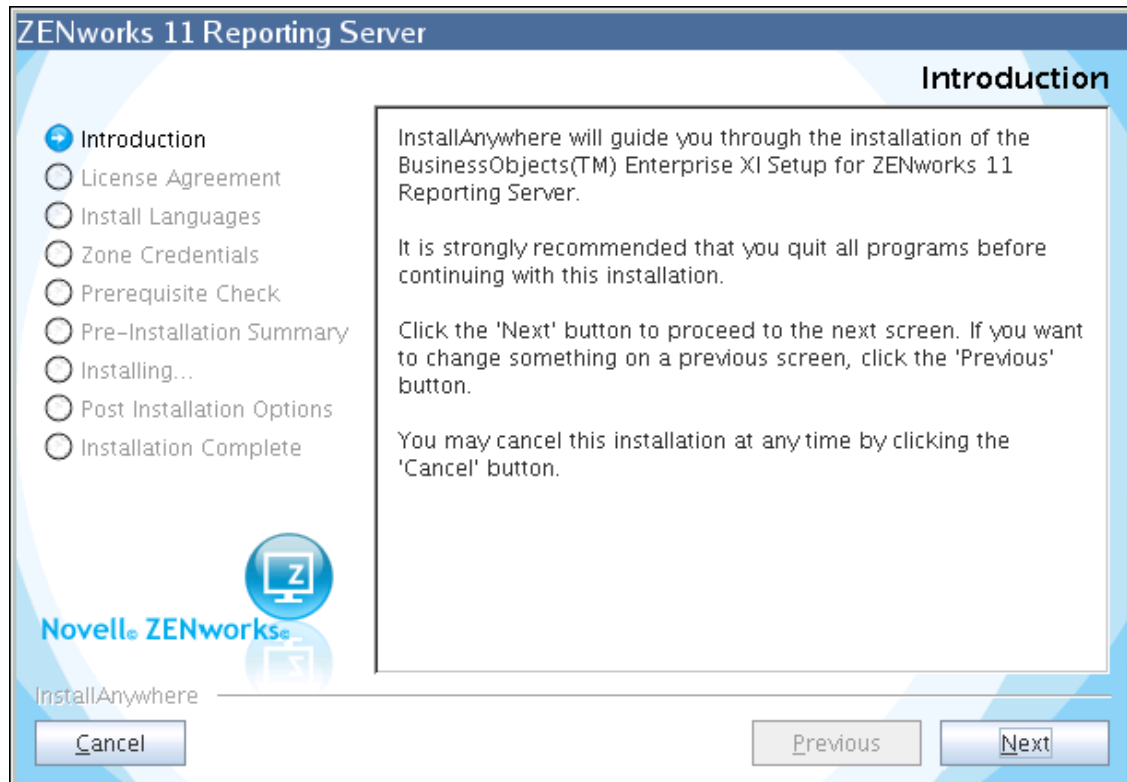 ZENworks 11 Reporting Server
Introduction
Introduction
License Agreement
Install Languages
Zone Credentials
Prerequisite Check
Pre-Installation Summary
Installing...
Post Installation Options
Installation Complete
InstallAnywhere will guide you through the installation of the
BusinessObjects(TM) Enterprise XI Setup for ZENworks 11
Reporting Server.
It is strongly recommended that you quit all programs before
continuing with this installation.
Click the 'Next' button to proceed to the next screen. If you want
to change something on a previous screen, click the 'Previous'
button.
You may cancel this installation at any time by clicking the
'Cancel' button.
Z
Novell® ZENworks®
InstallAnywhere
Cancel
Previous
Next